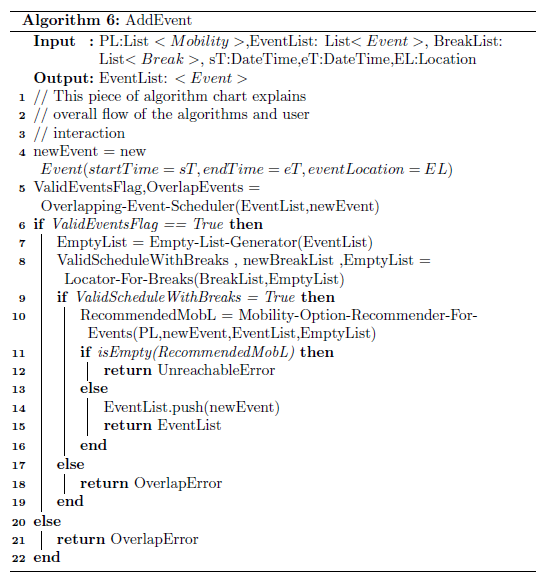 Algorithm 6: AddEvent
Input : PL:List < Mobility >,EventList: List< Event >, BreakList:
List< Break >, sT:DateTime,eT:DateTime,EL:Location
Output: EventList: < Event >
1 // This piece of algorithm chart explains
2 // overall flow of the algorithms and user
3 // interaction
4 newEvent = new
Event(startTime = sT, endTime = eT, eventLocation = EL)
5 ValidEventsFlag,OverlapEvents =
Overlapping-Event-Scheduler(EventList,newEvent)
6 if ValidEventsFlag == True then
7 EmptyList = Empty-List-Generator(EventList)
8 ValidScheduleWithBreaks , newBreakList ,EmptyList =
Locator-For-Breaks(BreakList,EmptyList)
9 if ValidScheduleWithBreaks = True then
10 RecommendedMobL = Mobility-Option-Recommender-For-
Events(PL,newEvent,EventList,EmptyList)
11 if isEmpty(RecommendedMobL) then
12 return UnreachableError
13 else
14 EventList.push(newEvent)
15 return EventList
16 end
17 else
18 return OverlapError
19 end
20 else
21 return OverlapError
22 end